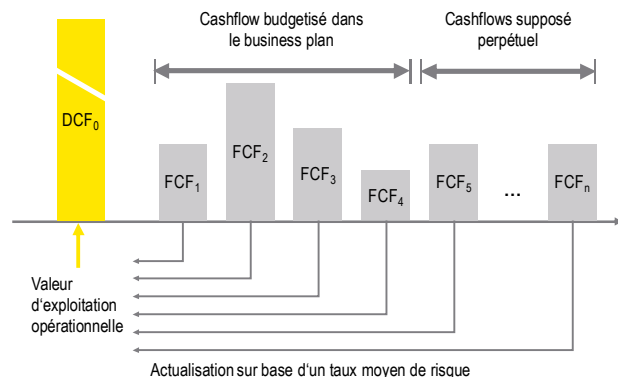 Cashflow budgetisé dans
le business plan
Cashflows supposé
perpétuel
DCF₀
FCF₁
FCF₂
FCF₃
FCF₄
FCF₅
...
FCFₙ
Valeur
d'exploitation
opérationnelle
Actualisation sur base d'un taux moyen de risque